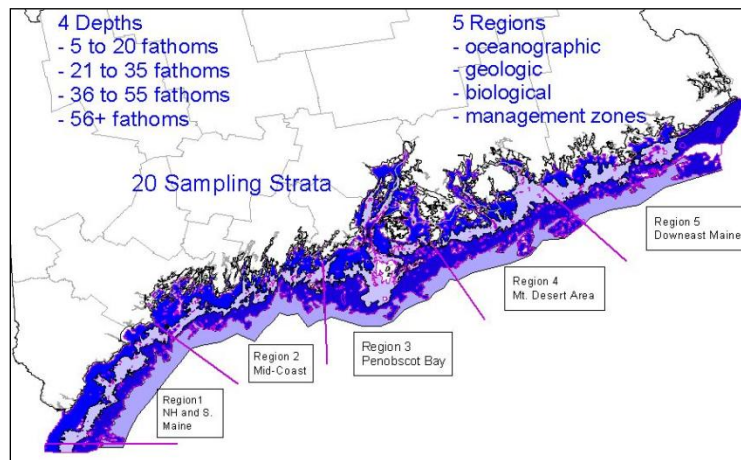 4 Depths
- 5 to 20 fathoms
- 21 to 35 fathoms
- 36 to 55 fathoms
- 56+ fathoms
5 Regions
- oceanographic
- geologic
- biological
- management zones
20 Sampling Strata
Region 5
Downeast Maine
Region 4
Mt. Desert Area
Region 3
Penobscot Bay
Region 2
Mid-Coast
Region1
NH and S.
Maine